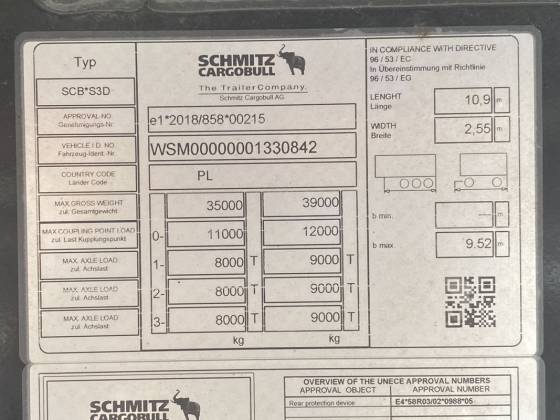 Typ
SCB*S3D
APPROVAL-NO.
Genehmigungs-Nr.
VEHICLE I.D. NO.
Fahrzeug-Ident.-Nr.
COUNTRY CODE
Länder Code
MAX.GROSS WEIGHT
zul. Gesamtgewicht
MAX.COUPLING POINT LOAD
zul. Last Kupplungspunkt
MAX. AXLE LOAD
zul. Achslast
MAX. AXLE LOAD
zul. Achslast
MAX. AXLE LOAD
zul. Achslast
SCHMITZ
CARGOBULL
The TrailerCompany.
Schmitz Cargobull AG
e1*2018/858*00215
WSM00000001330842
PL
35000 39000
0- 11000 12000
1- 8000 T 9000 T
2- 8000 T 9000 T
3- 8000 T 9000 T
kg kg
IN COMPLIANCE WITH DIRECTIVE
96 / 53 / EC
In Übereinstimmung mit Richtlinie
96 / 53 / EG
LENGHT
Länge
10,9 m
WIDTH
Breite
2,55 m
b min. --- m
b max. 9.52 m
SCHMITZ
CARGOBULL
OVERVIEW OF THE UNECE APPROVAL NUMBERS
APPROVAL OBJECT APPROVAL NUMBER
Rear protection device E4*58R03/02*0988*05